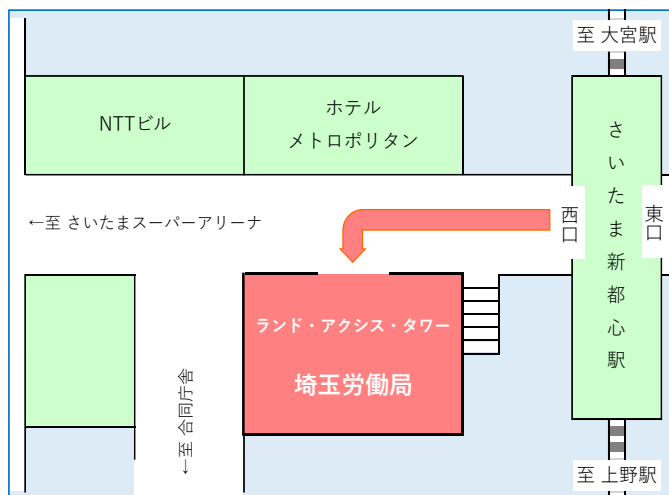 至 大宮駅
NTTビル
ホテル
メトロポリタン
さいたま新都心駅
←至 さいたまスーパーアリーナ
西口
東口
ランド・アクシス・タワー
埼玉労働局
←至 合同庁舎
至 上野駅